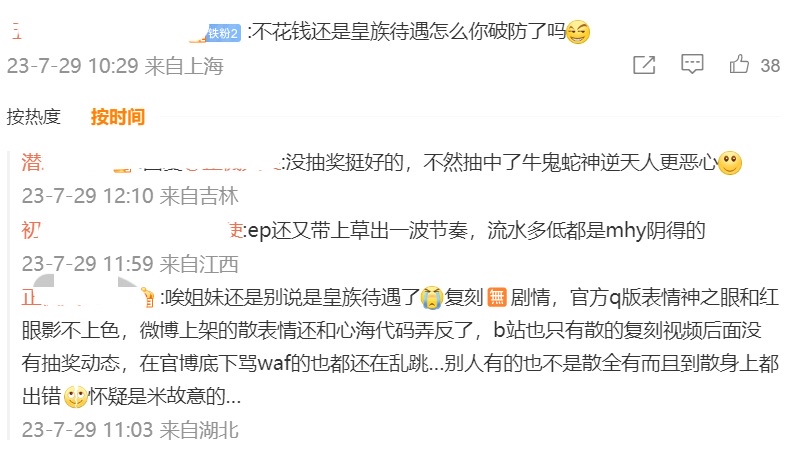 铁粉2 :不花钱还是皇族待遇怎么你破防了吗
23-7-29 10:29 来自上海 38
按热度 按时间
潜 :没抽奖挺好的，不然抽中了牛鬼蛇神逆天人更恶心
23-7-29 12:10 来自吉林
初 :ep还又带上草出一波节奏，流水多低都是mhy阴得的
23-7-29 11:59 来自江西
正 :唉姐妹还是别说是皇族待遇了复刻無剧情，官方q版表情神之眼和红
眼影不上色，微博上架的散表情还和心海代码弄反了，b站也只有散的复刻视频后面没
有抽奖动态，在官博底下骂waf的也都还在乱跳...别人有的也不是散全有而且到散身上都
出错怀疑是米故意的...
23-7-29 11:03 来自湖北